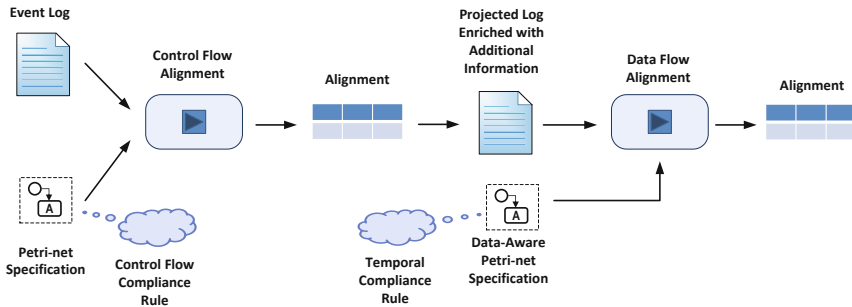 Event Log
Control Flow
Alignment
Alignment
Projected Log
Enriched with
Additional
Information
Data Flow
Alignment
Alignment
A
Petri-net
Specification
Control Flow
Compliance
Rule
Temporal
Compliance
Rule
A
Data-Aware
Petri-net
Specification